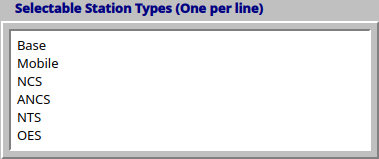 Selectable Station Types (One per line)
Base
Mobile
NCS
ANCS
NTS
OES